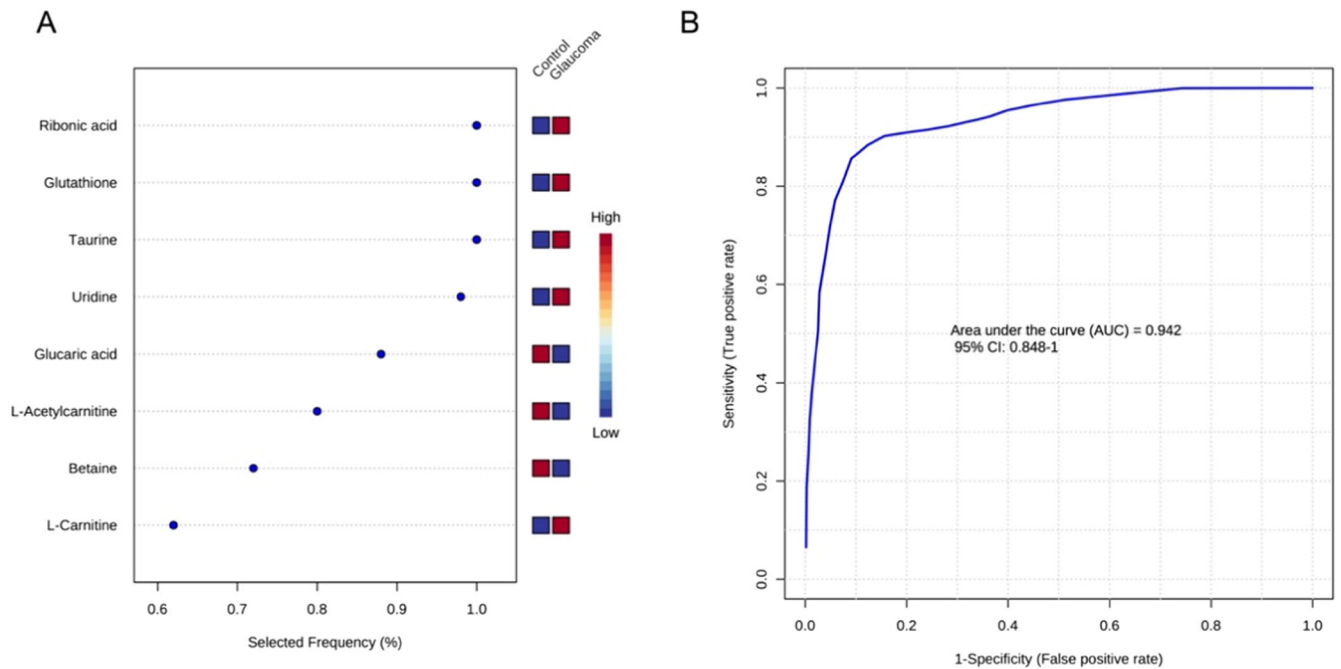 A
Control
Glaucoma
Ribonic acid
Glutathione
Taurine
Uridine
Glucaric acid
L-Acetylcarnitine
Betaine
L-Carnitine
High
Low
0.6 0.7 0.8 0.9 1.0
Selected Frequency (%)
B
Sensitivity (True positive rate)
1.0
0.8
0.6
0.4
0.2
0.0
Area under the curve (AUC) = 0.942
95% CI: 0.848-1
0.0 0.2 0.4 0.6 0.8 1.0
1-Specificity (False positive rate)